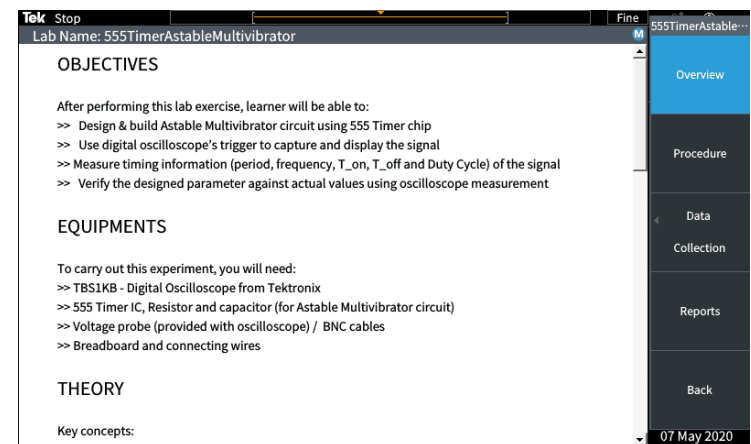 Tek Stop
Fine
Lab Name: 555TimerAstableMultivibrator
M
555TimerAstable···
OBJECTIVES
After performing this lab exercise, learner will be able to:
>> Design & build Astable Multivibrator circuit using 555 Timer chip
>> Use digital oscilloscope's trigger to capture and display the signal
>> Measure timing information (period, frequency, T_on, T_off and Duty Cycle) of the signal
>> Verify the designed parameter against actual values using oscilloscope measurement
EQUIPMENTS
To carry out this experiment, you will need:
>> TBS1KB - Digital Oscilloscope from Tektronix
>> 555 Timer IC, Resistor and capacitor (for Astable Multivibrator circuit)
>> Voltage probe (provided with oscilloscope) / BNC cables
>> Breadboard and connecting wires
THEORY
Key concepts:
Overview
Procedure
Data
Collection
Reports
Back
07 May 2020